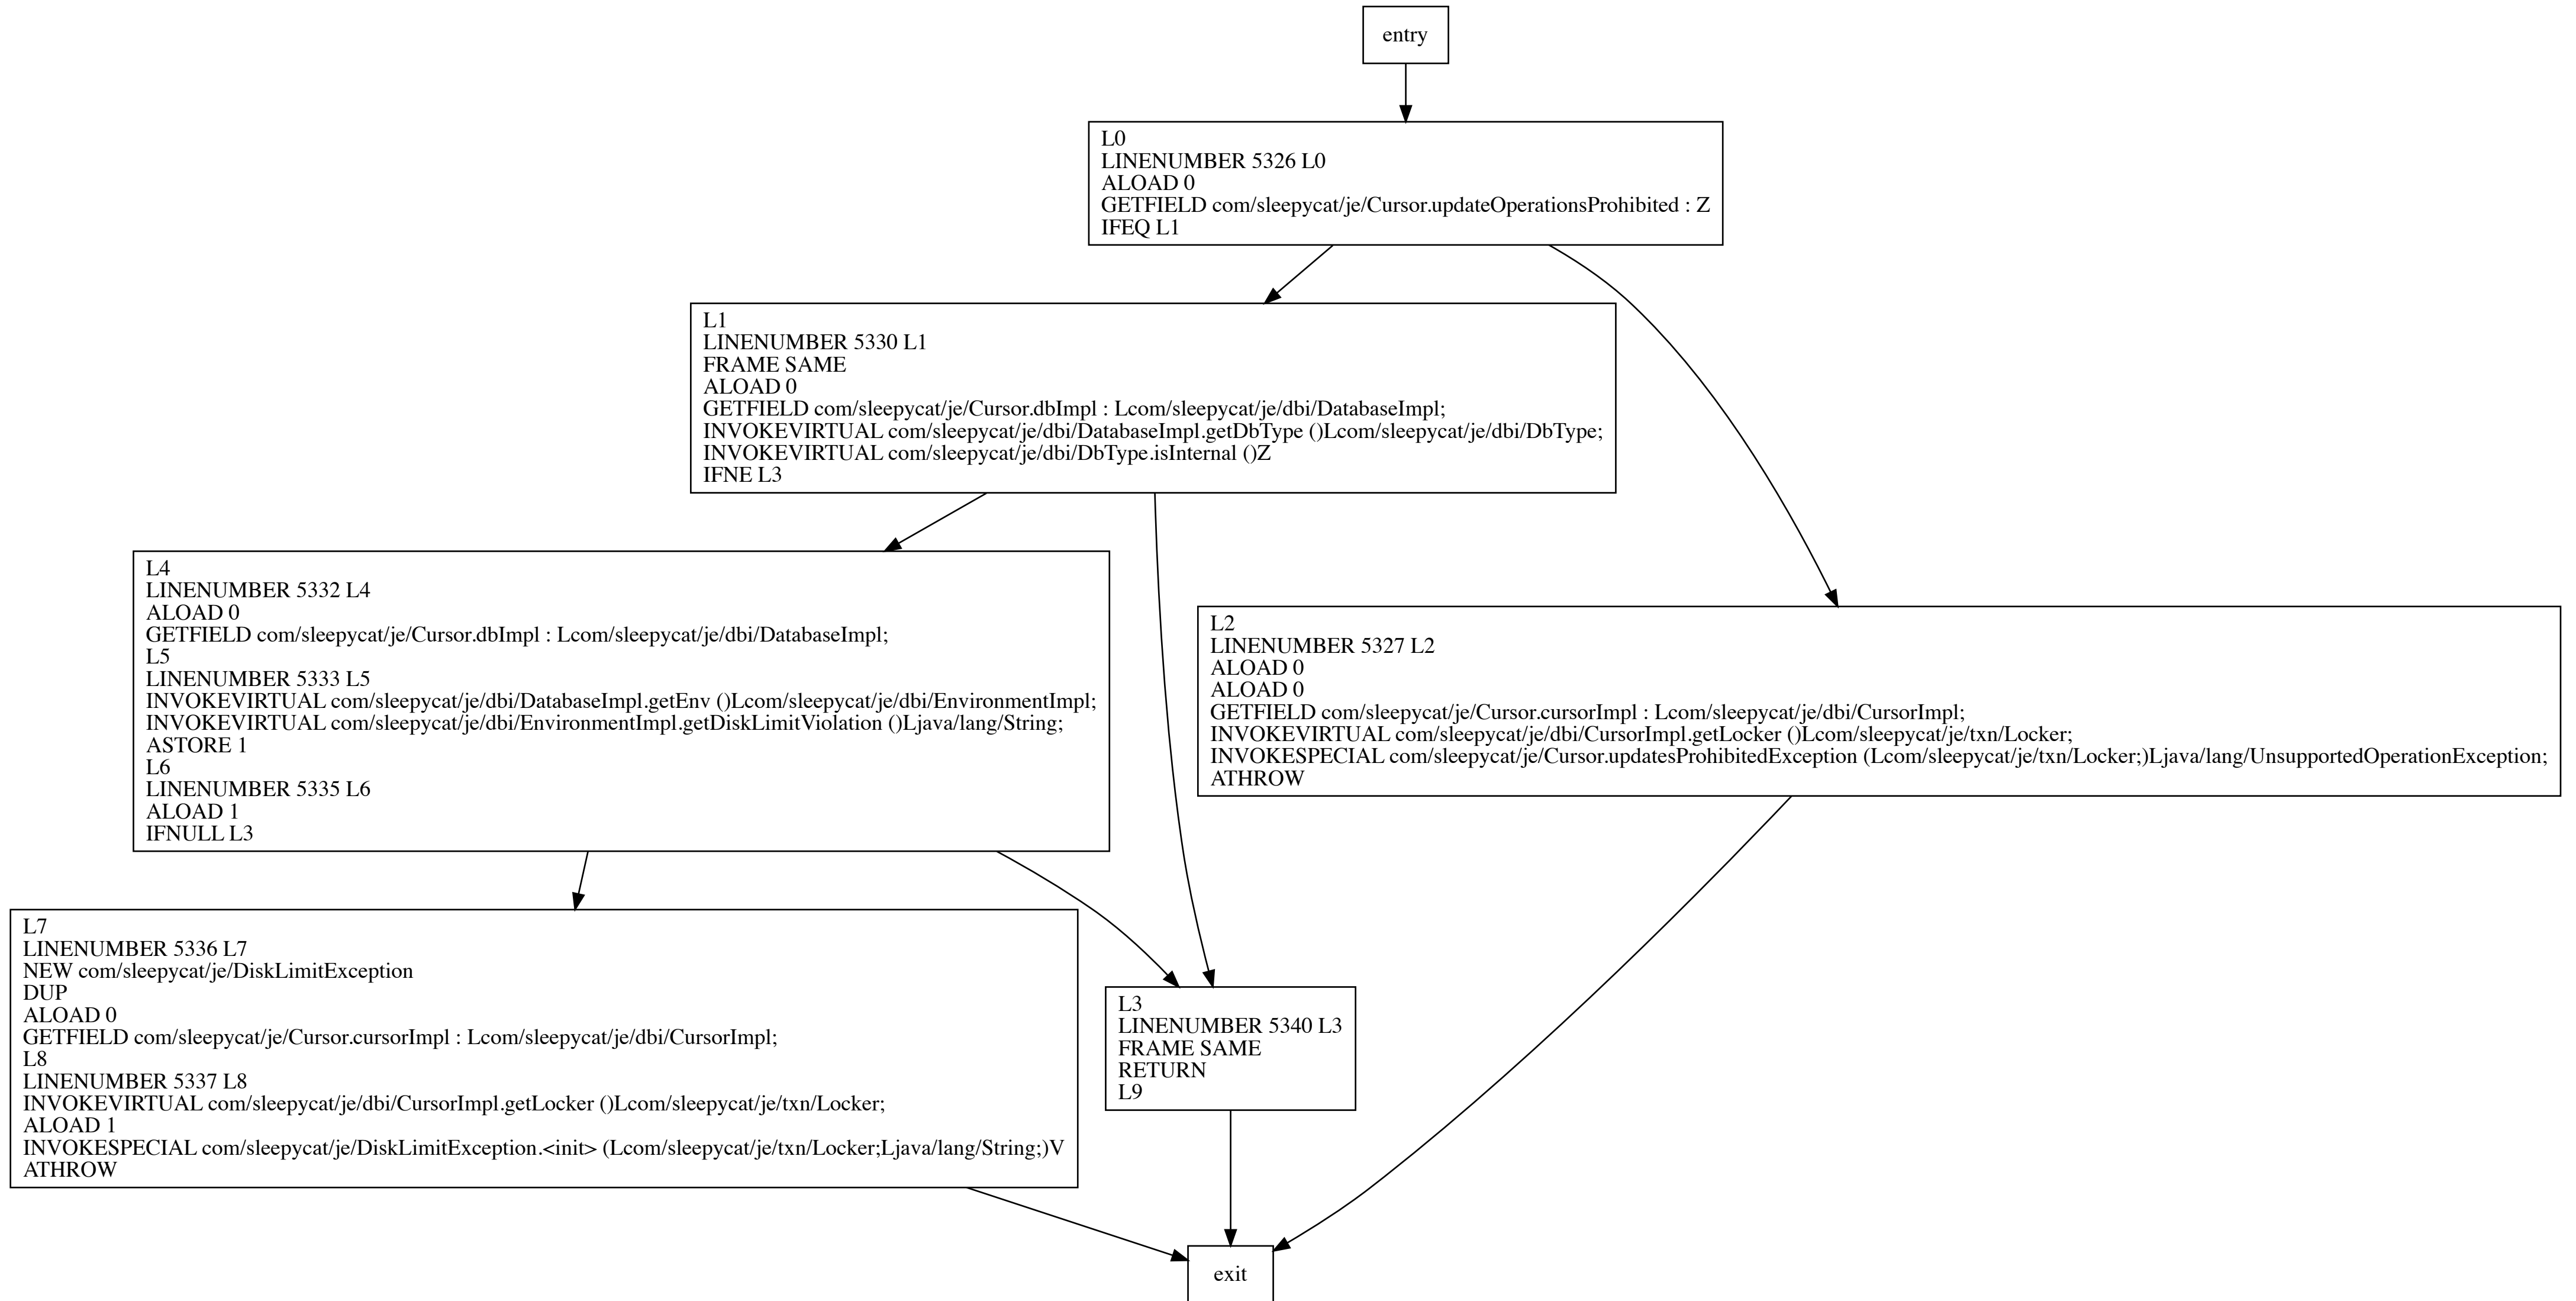 entry
L0
LINENUMBER 5326 L0
ALOAD 0
GETFIELD com/sleepycat/je/Cursor.updateOperationsProhibited : Z
IFEQ L1
L1
LINENUMBER 5330 L1
FRAME SAME
ALOAD 0
GETFIELD com/sleepycat/je/Cursor.dbImpl : Lcom/sleepycat/je/dbi/DatabaseImpl;
INVOKEVIRTUAL com/sleepycat/je/dbi/DatabaseImpl.getDbType ()Lcom/sleepycat/je/dbi/DbType;
INVOKEVIRTUAL com/sleepycat/je/dbi/DbType.isInternal ()Z
IFNE L3
L4
LINENUMBER 5332 L4
ALOAD 0
GETFIELD com/sleepycat/je/Cursor.dbImpl : Lcom/sleepycat/je/dbi/DatabaseImpl;
L5
LINENUMBER 5333 L5
INVOKEVIRTUAL com/sleepycat/je/dbi/DatabaseImpl.getEnv ()Lcom/sleepycat/je/dbi/EnvironmentImpl;
INVOKEVIRTUAL com/sleepycat/je/dbi/EnvironmentImpl.getDiskLimitViolation ()Ljava/lang/String;
ASTORE 1
L6
LINENUMBER 5335 L6
ALOAD 1
IFNULL L3
L2
LINENUMBER 5327 L2
ALOAD 0
ALOAD 0
GETFIELD com/sleepycat/je/Cursor.cursorImpl : Lcom/sleepycat/je/dbi/CursorImpl;
INVOKEVIRTUAL com/sleepycat/je/dbi/CursorImpl.getLocker ()Lcom/sleepycat/je/txn/Locker;
INVOKESPECIAL com/sleepycat/je/Cursor.updatesProhibitedException (Lcom/sleepycat/je/txn/Locker;)Ljava/lang/UnsupportedOperationException;
ATHROW
L7
LINENUMBER 5336 L7
NEW com/sleepycat/je/DiskLimitException
DUP
ALOAD 0
GETFIELD com/sleepycat/je/Cursor.cursorImpl : Lcom/sleepycat/je/dbi/CursorImpl;
L8
LINENUMBER 5337 L8
INVOKEVIRTUAL com/sleepycat/je/dbi/CursorImpl.getLocker ()Lcom/sleepycat/je/txn/Locker;
ALOAD 1
INVOKESPECIAL com/sleepycat/je/DiskLimitException.<init> (Lcom/sleepycat/je/txn/Locker;Ljava/lang/String;)V
ATHROW
L3
LINENUMBER 5340 L3
FRAME SAME
RETURN
L9
exit